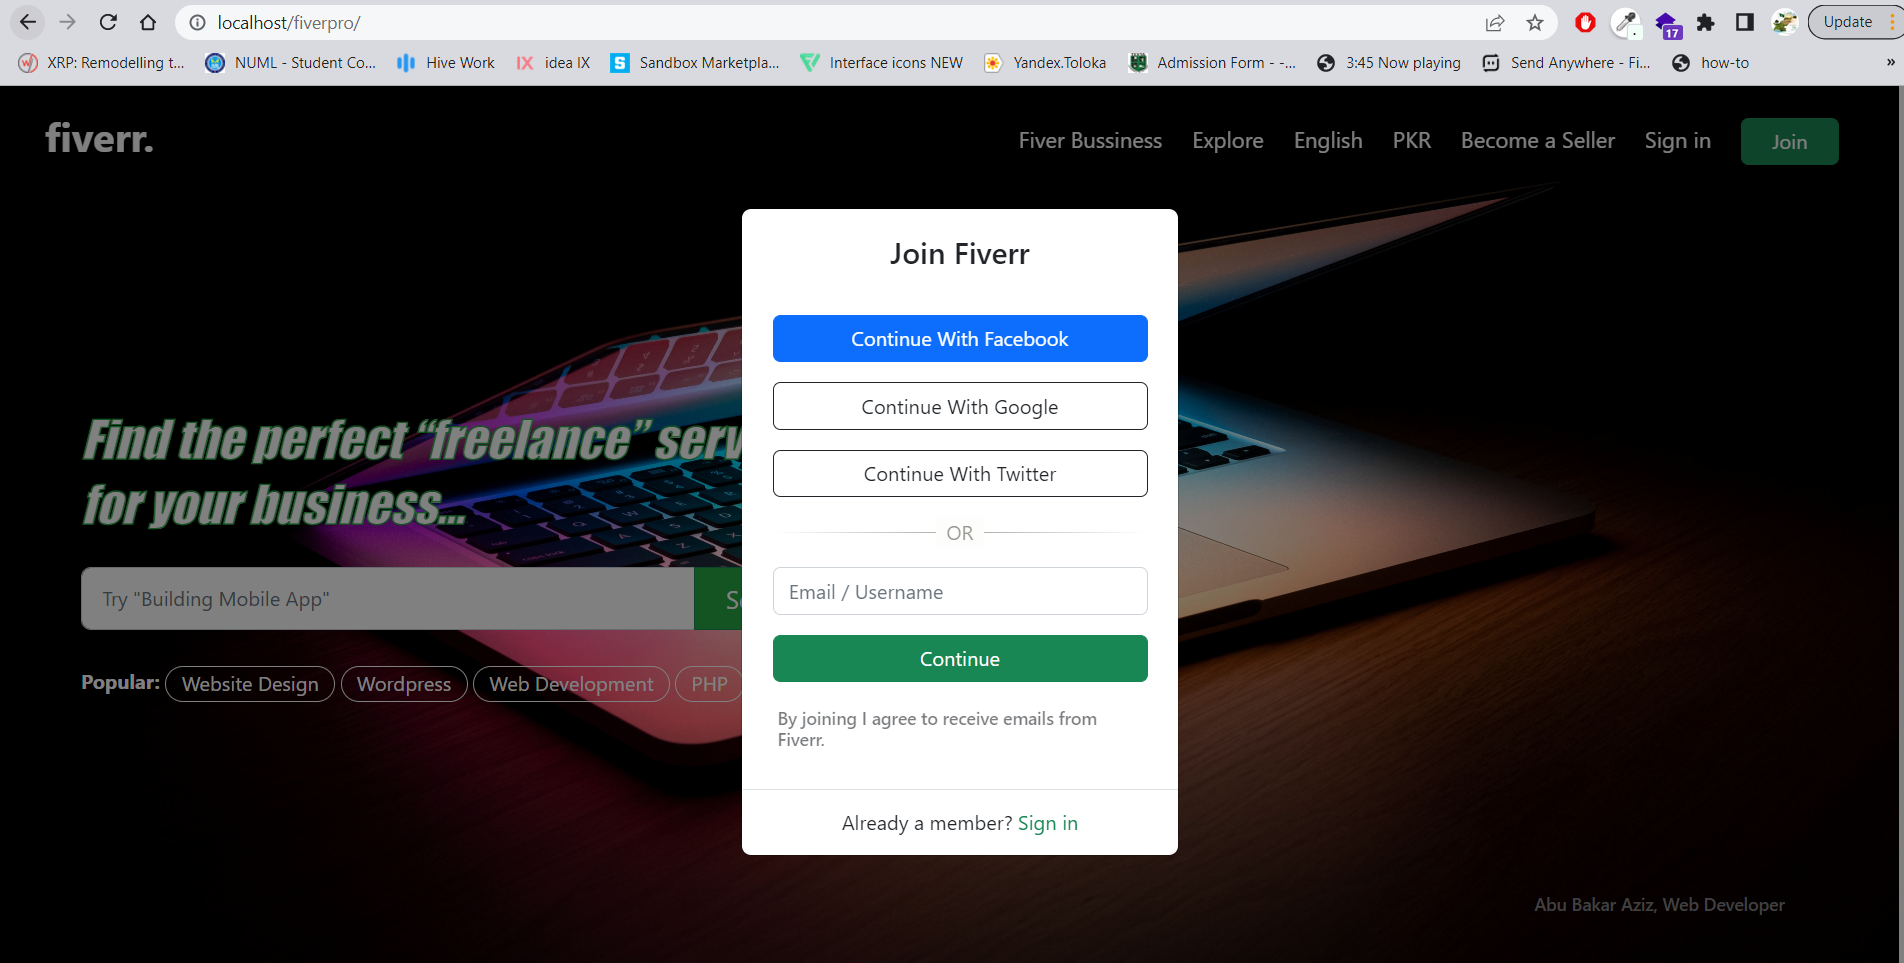 localhost/fiverpro/
17
Update
XRP: Remodelling t...
NUML - Student Co...
Hive Work
IX
idea IX
S
Sandbox Marketpla...
Interface icons NEW
Yandex.Toloka
Admission Form - -...
3:45 Now playing
Send Anywhere - Fi...
how-to
»
fiverr.
Fiver Bussiness
Explore
English
PKR
Become a Seller
Sign in
Join
Join Fiverr
Continue With Facebook
Continue With Google
Continue With Twitter
OR
Email / Username
Continue
By joining I agree to receive emails from
Fiverr.
Already a member? Sign in
Find the perfect “freelance” serv
for your business...
Try "Building Mobile App"
Popular:
Website Design
Wordpress
Web Development
PHP
Abu Bakar Aziz, Web Developer